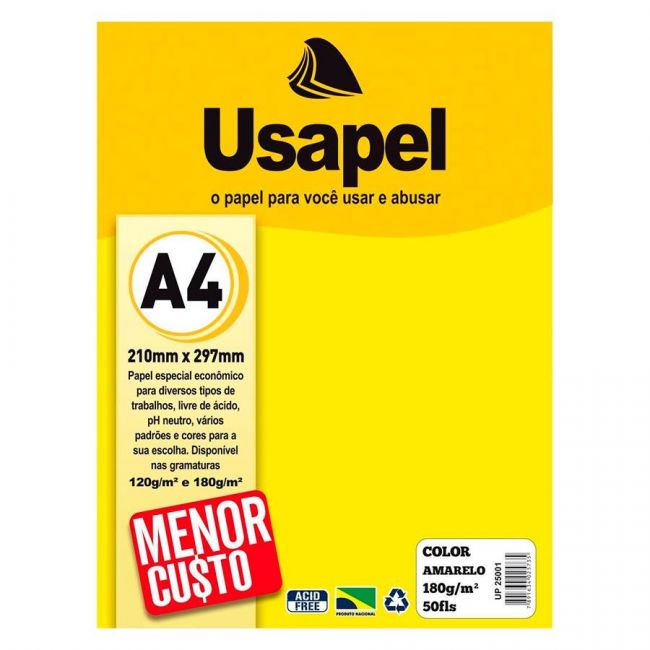 Usapel
o papel para você usar e abusar
A4
210mm x 297mm
Papel especial econômico
para diversos tipos de
trabalhos, livre de ácido,
pH neutro, vários
padrões e cores para a
sua escolha. Disponível
nas gramaturas
120g/m² e 180g/m²
MENOR
CU$TO
COLOR
AMARELO
180g/m²
50fls
UP 25001
ACID
FREE
PRODUTO NACIONAL